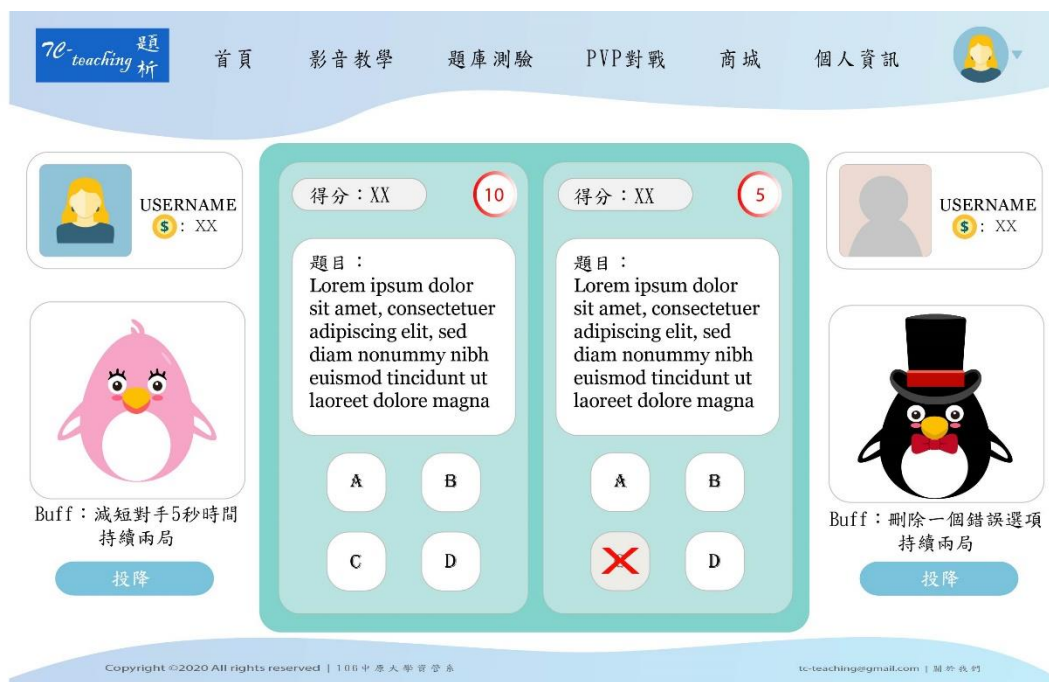 TC-teaching 題析
首頁 影音教學 題庫測驗 PVP對戰 商城 個人資訊
USERNAME
$ : XX
Buff：減短對手5秒時間
持續兩局
投降
得分：XX 10
題目：
Lorem ipsum dolor
sit amet, consectetuer
adipiscing elit, sed
diam nonummy nibh
euismod tincidunt ut
laoreet dolore magna
A B
C D
得分：XX 5
題目：
Lorem ipsum dolor
sit amet, consectetuer
adipiscing elit, sed
diam nonummy nibh
euismod tincidunt ut
laoreet dolore magna
A B
D
USERNAME
$ : XX
Buff：刪除一個錯誤選項
持續兩局
投降
Copyright ©2020 All rights reserved | 106中原大學資管系
tc-teaching@gmail.com | 關於我們